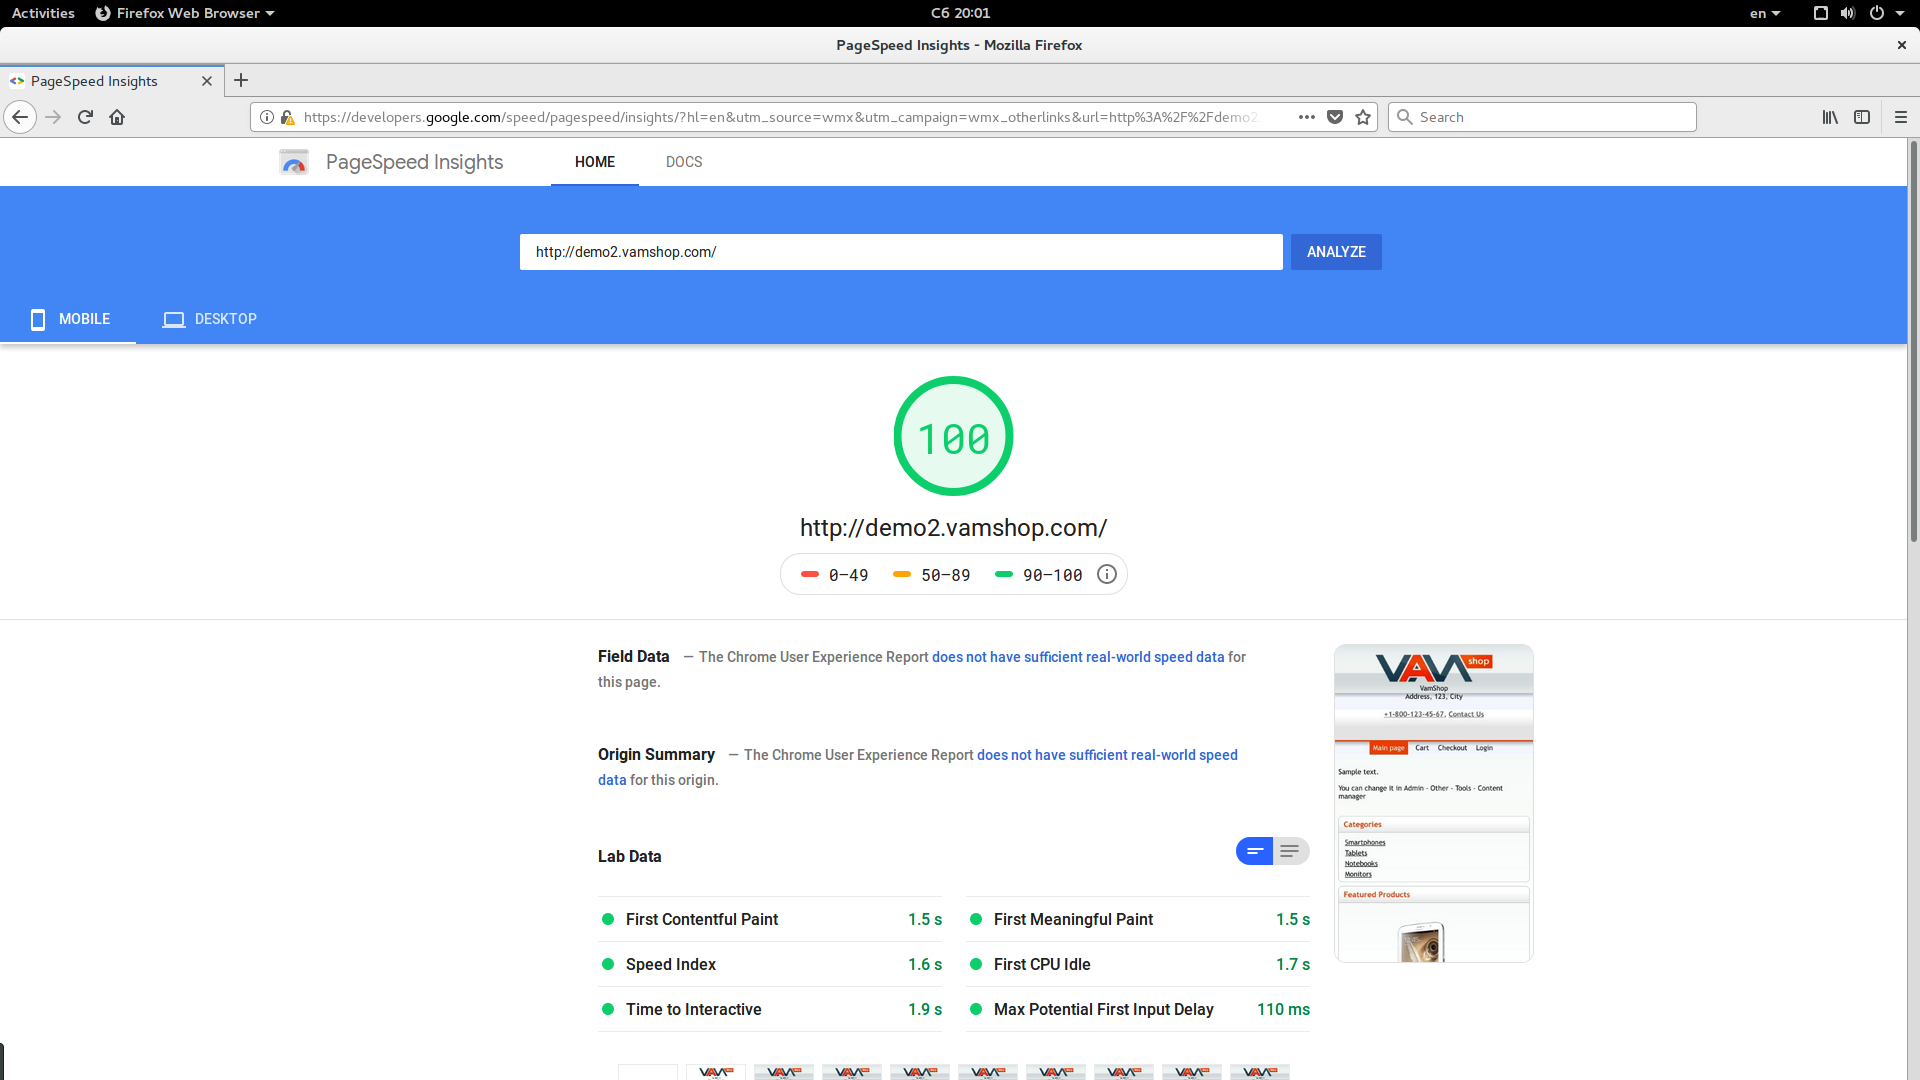 Activities
Firefox Web Browser
Сб 20:01
en
PageSpeed Insights - Mozilla Firefox
PageSpeed Insights
https://developers.google.com/speed/pagespeed/insights/?hl=en&utm_source=wmx&utm_campaign=wmx_otherlinks&url=http%3A%2F%2Fdemo2.
Search
PageSpeed Insights
HOME
DOCS
http://demo2.vamshop.com/
ANALYZE
MOBILE
DESKTOP
100
http://demo2.vamshop.com/
0–49 50–89 90–100
Field Data — The Chrome User Experience Report does not have sufficient real-world speed data for
this page.
Origin Summary — The Chrome User Experience Report does not have sufficient real-world speed
data for this origin.
Lab Data
First Contentful Paint 1.5 s
First Meaningful Paint 1.5 s
Speed Index 1.6 s
First CPU Idle 1.7 s
Time to Interactive 1.9 s
Max Potential First Input Delay 110 ms
VAM shop
VamShop
Address, 123, City
+1-800-123-45-67, Contact Us
Main page Cart Checkout Login
Sample text.
You can change it in Admin - Other - Tools - Content
manager
Categories
Smartphones
Tablets
Notebooks
Monitors
Featured Products